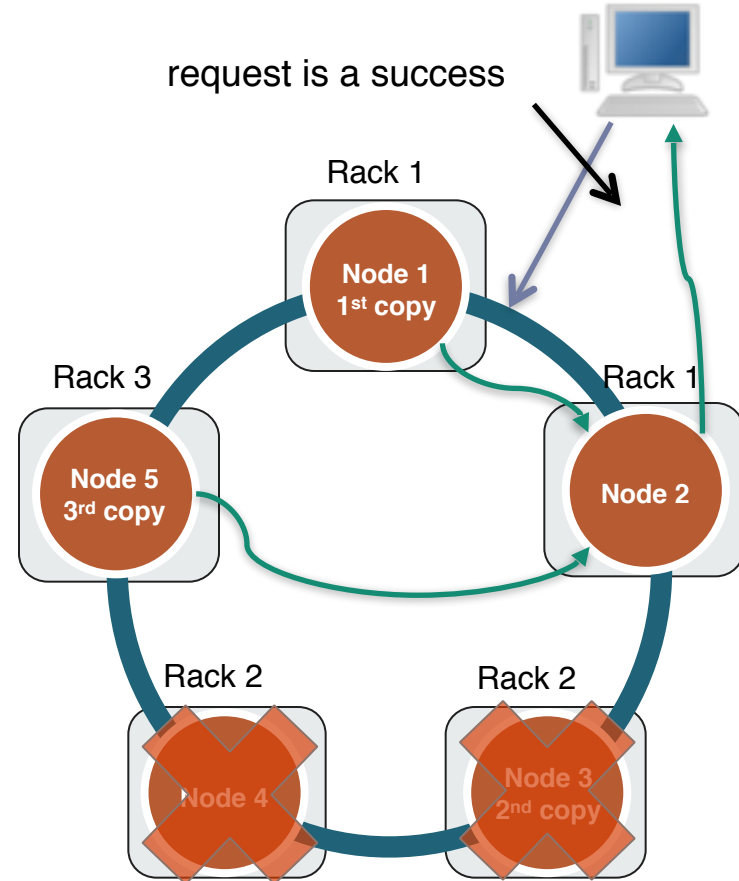 request is a success
Rack 1
Node 1
1st copy
Rack 3
Rack 1
Node 5
3rd copy
Node 2
Rack 2
Rack 2
Node 4
Node 3
2nd copy